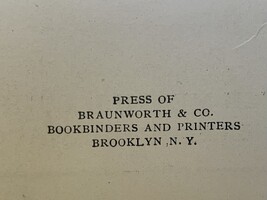 PRESS OF
BRAUNWORTH & CO.
BOOKBINDERS AND PRINTERS
BROOKLYN, N. Y.